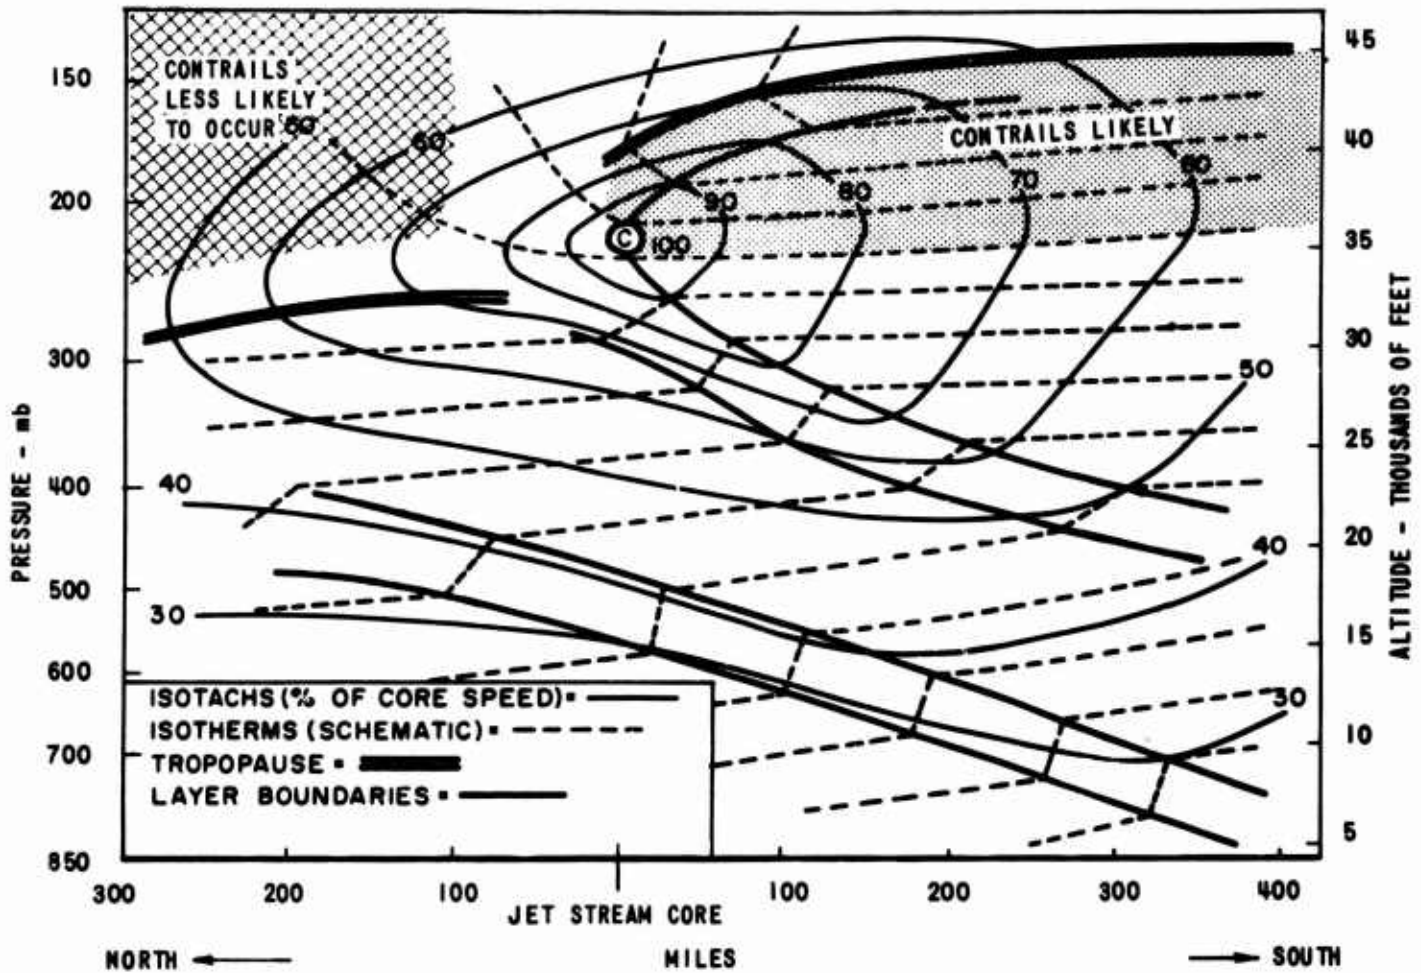 CONTRAILS
LESS LIKELY
TO OCCUR
CONTRAILS LIKELY
50
60
60
70
80
90
100
C
50
40
40
30
30
150
200
300
400
500
600
700
850
PRESSURE - mb
45
40
35
30
25
20
15
10
5
ALTITUDE - THOUSANDS OF FEET
ISOTACHS (% OF CORE SPEED) =
ISOTHERMS (SCHEMATIC) =
TROPOPAUSE =
LAYER BOUNDARIES =
300 200 100 100 200 300 400
JET STREAM CORE
NORTH MILES SOUTH